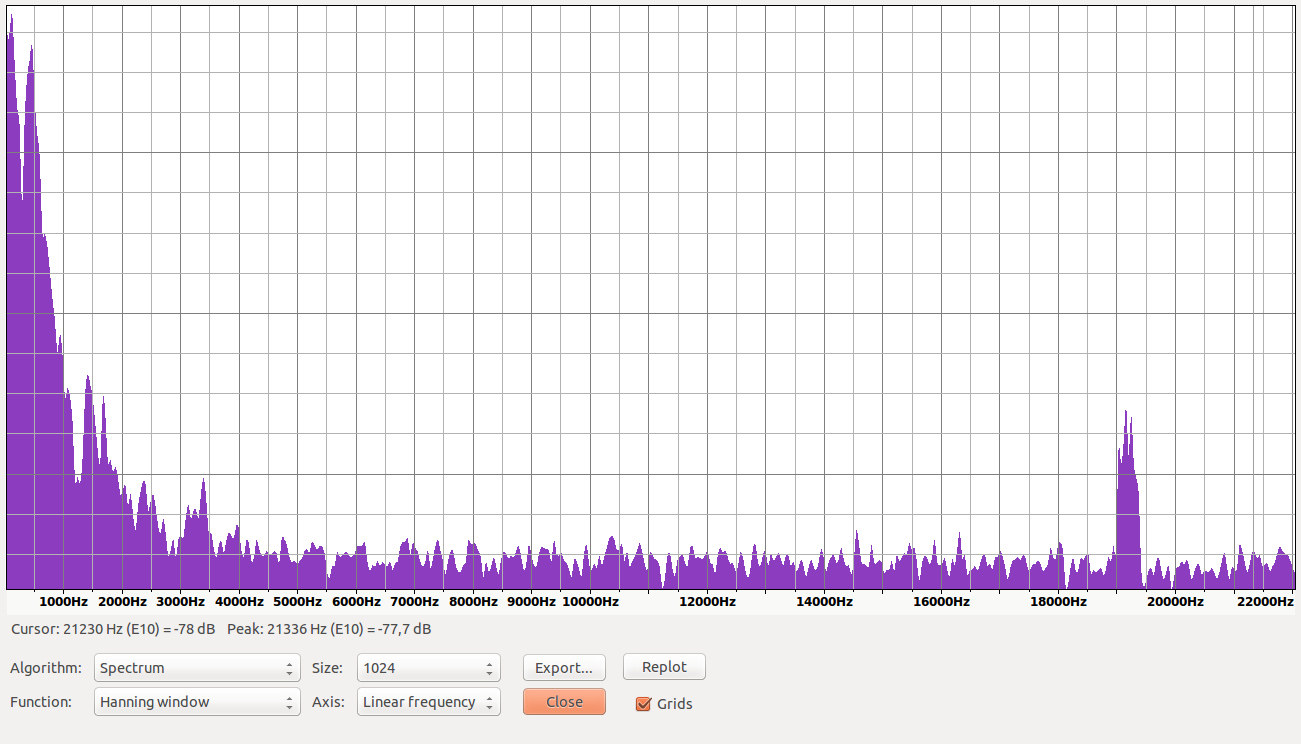 1000Hz 2000Hz 3000Hz 4000Hz 5000Hz 6000Hz 7000Hz 8000Hz 9000Hz 10000Hz 12000Hz 14000Hz 16000Hz 18000Hz 20000Hz 22000Hz
Cursor: 21230 Hz (E10) = -78 dB Peak: 21336 Hz (E10) = -77,7 dB
Algorithm: Spectrum Size: 1024 Export... Replot
Function: Hanning window Axis: Linear frequency Close Grids